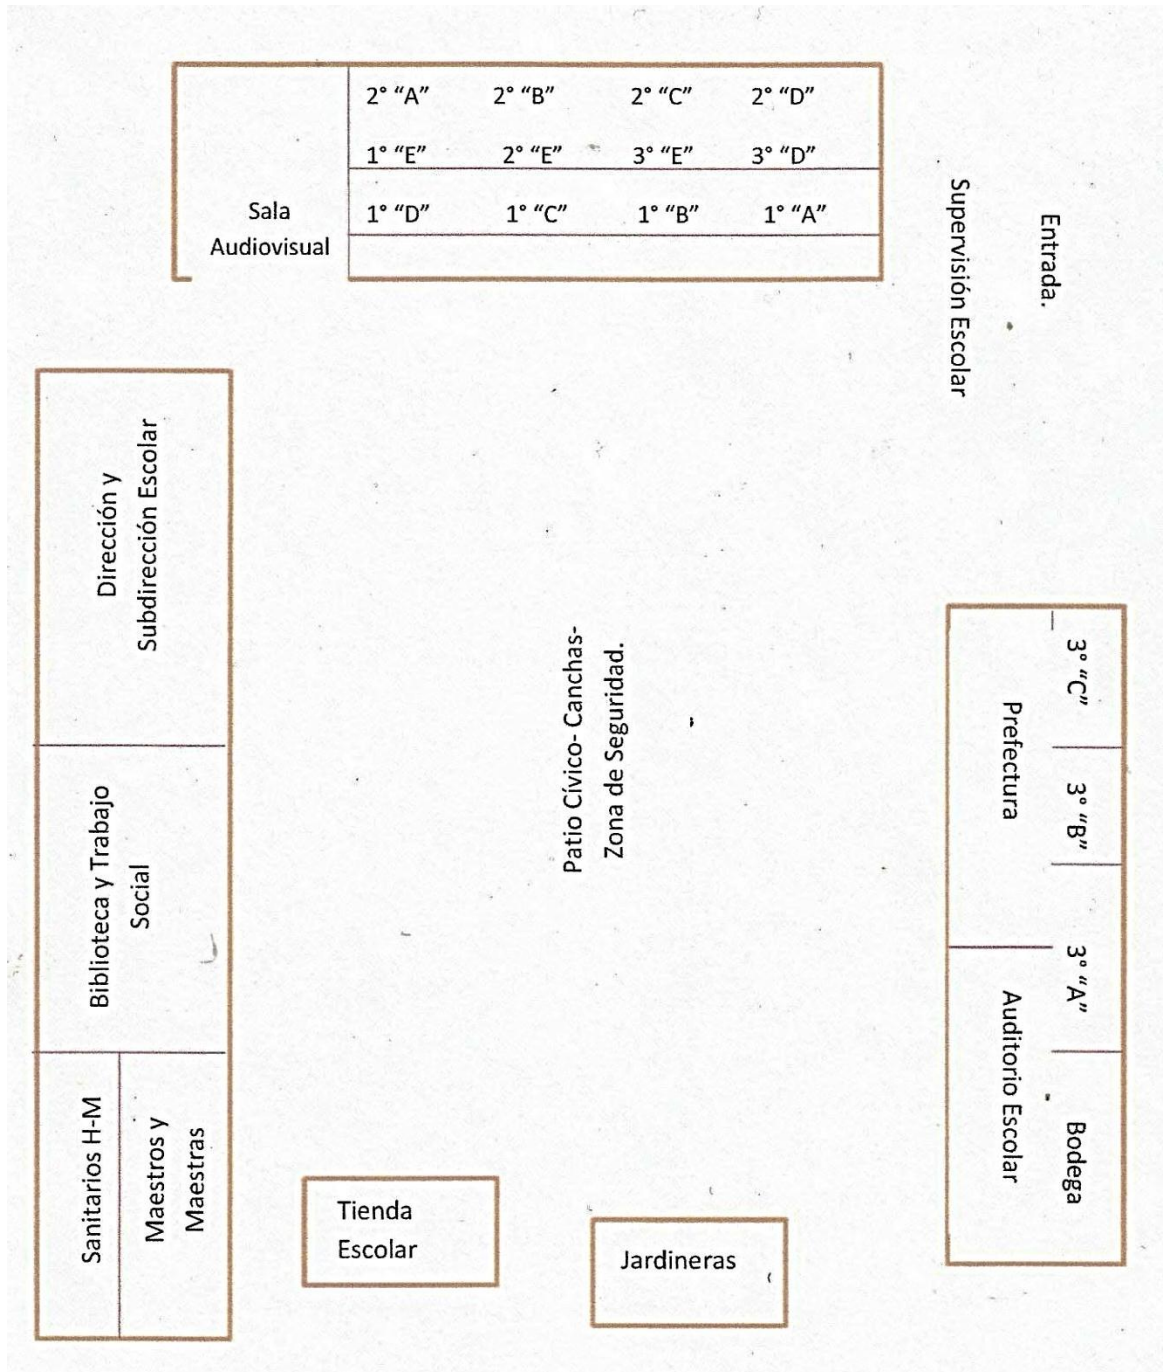 2° “A” 2° “B” 2° “C” 2° “D”
1° “E” 2° “E” 3° “E” 3° “D”
Sala
Audiovisual
1° “D” 1° “C” 1° “B” 1° “A”
Supervisión Escolar
Entrada.
Dirección y
Subdirección Escolar
Biblioteca y Trabajo
Social
Sanitarios H-M
Maestros y
Maestras
Patio Cívico- Canchas-
Zona de Seguridad.
Prefectura
3° “C”
3° “B”
3° “A”
Auditorio Escolar
Bodega
Tienda
Escolar
Jardineras